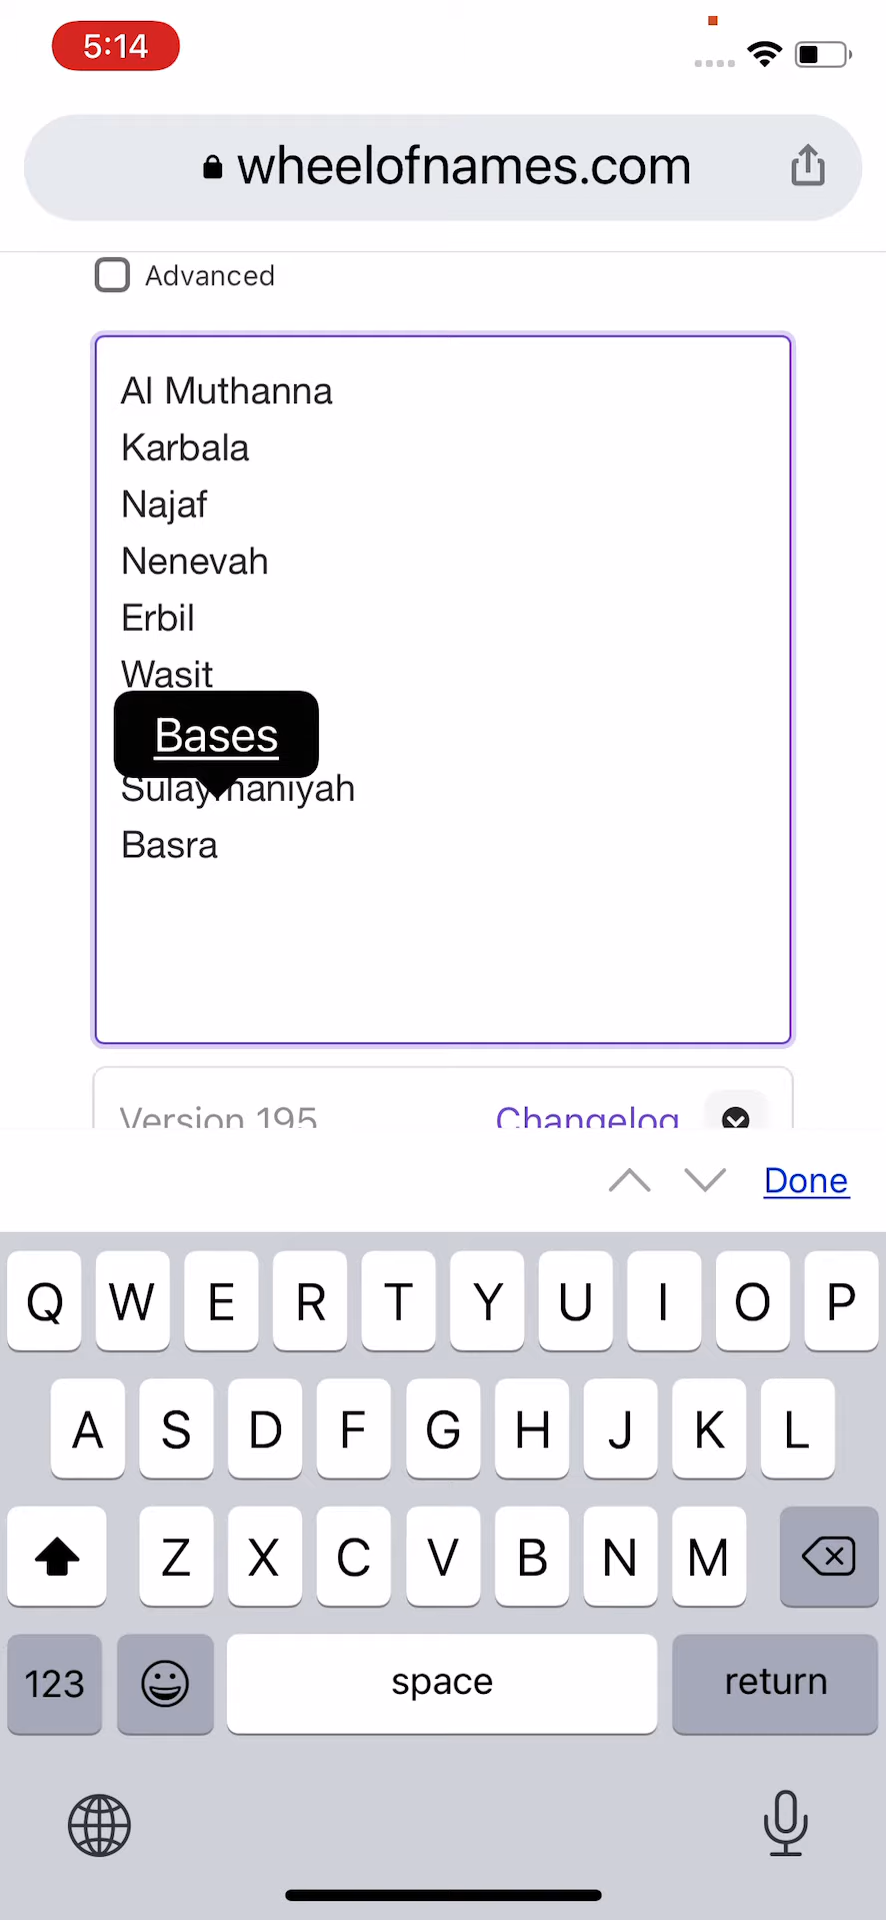 5:14
wheelofnames.com
Advanced
Al Muthanna
Karbala
Najaf
Nenevah
Erbil
Wasit
Bases
Sulaymaniyah
Basra
Version 195 Changelog
Done
Q W E R T Y U I O P
A S D F G H J K L
Z X C V B N M
123 space return